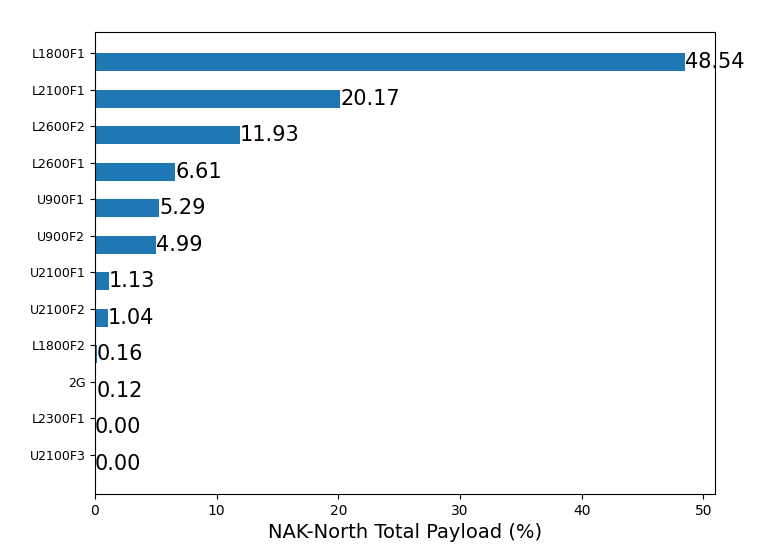 L1800F1 48.54
L2100F1 20.17
L2600F2 11.93
L2600F1 6.61
U900F1 5.29
U900F2 4.99
U2100F1 1.13
U2100F2 1.04
L1800F2 0.16
2G 0.12
L2300F1 0.00
U2100F3 0.00
0 10 20 30 40 50
NAK-North Total Payload (%)